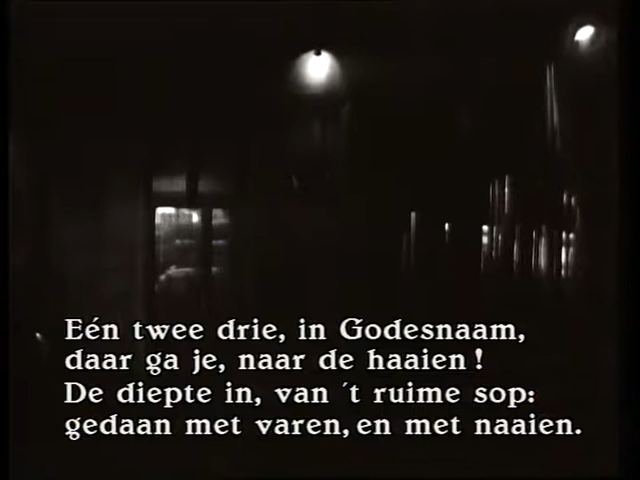 Eén twee drie, in Godesnaam,
daar ga je, naar de haaien!
De diepte in, van ´t ruime sop:
gedaan met varen, en met naaien.